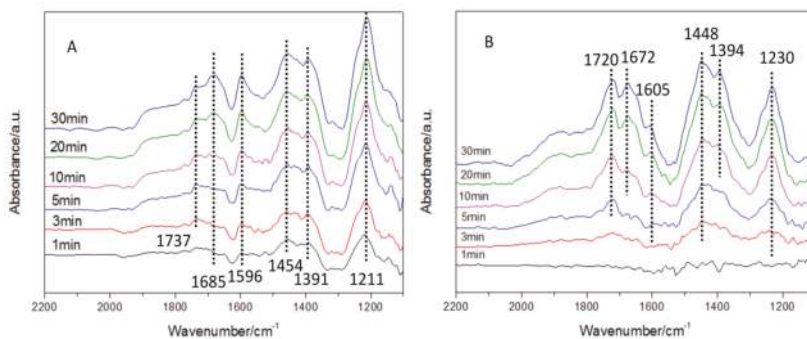 A
30min
20min
10min
5min
3min
1min
1737
1685
1596
1454
1391
1211
Absorbance/a.u.
2200 2000 1800 1600 1400 1200
Wavenumber/cm-1
B
1720 1672
1605
1448
1394
1230
30min
20min
10min
5min
3min
1min
Absorbance/a.u.
2200 2000 1800 1600 1400 1200
Wavenumber/cm-1